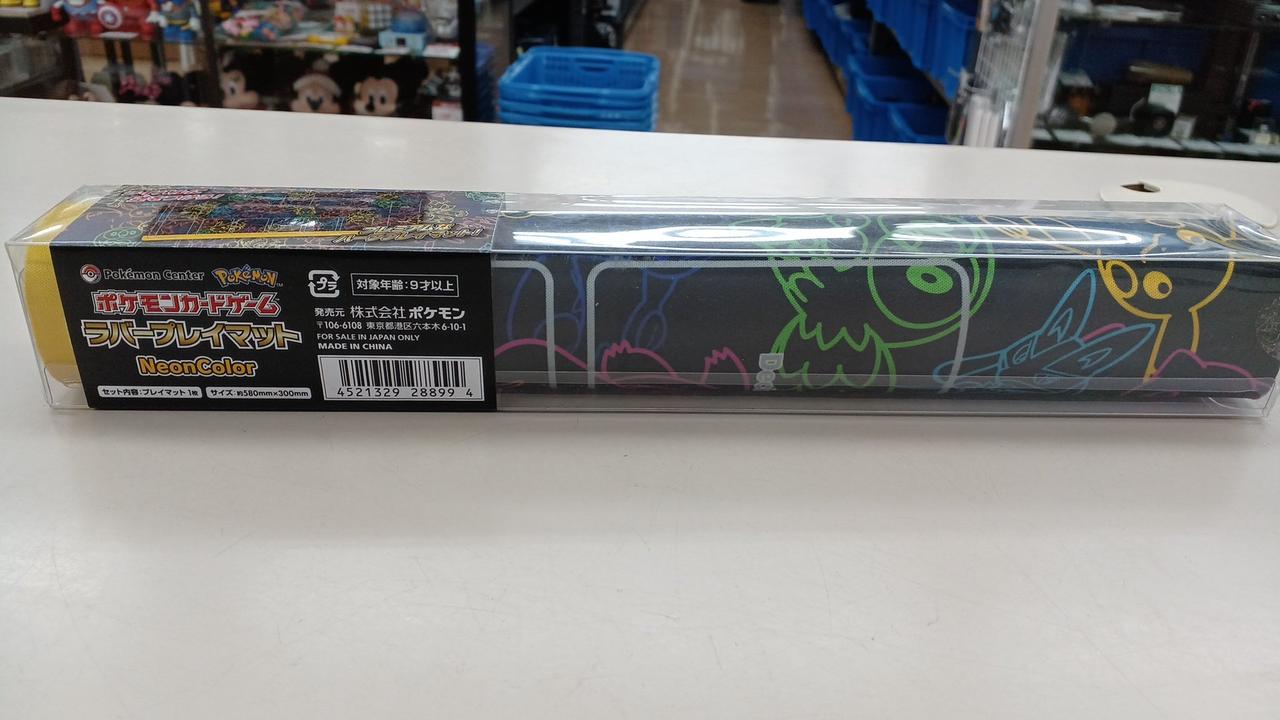 Pokémon Center
POKÉMON
ポケモンカードゲーム
ラバープレイマット
NeonColor
セット内容：プレイマット 1枚
サイズ：約580mm×300mm
プラ
対象年齢：9才以上
発売元 株式会社ポケモン
〒106-6108 東京都港区六本木6-10-1
FOR SALE IN JAPAN ONLY
MADE IN CHINA
4521329 28899 4